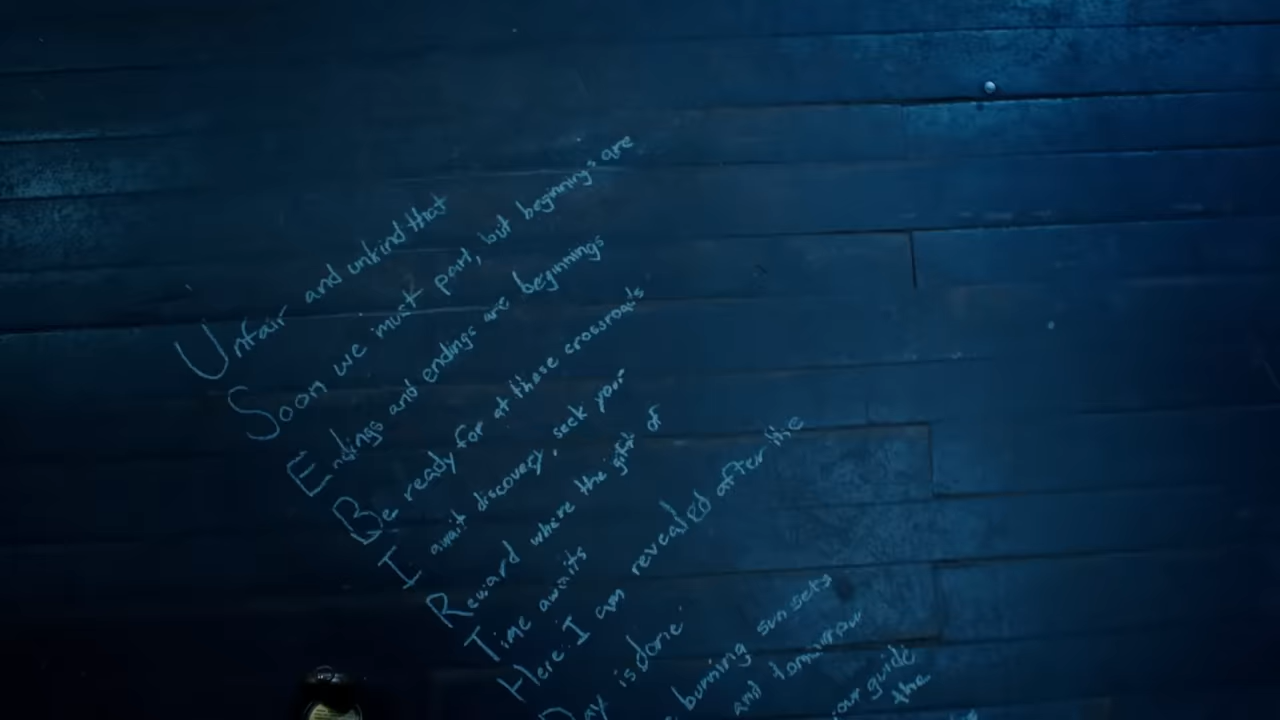 Unfair and unkind that
Soon we must part, but beginnings are
Endings and endings are beginnings
Be ready for at these crossroads
I await discovery, seek your
Reward where the gift of
Time awaits
Here. I am revealed after the
Day is done.
burning sun sets
and tomorrow
your guide
the